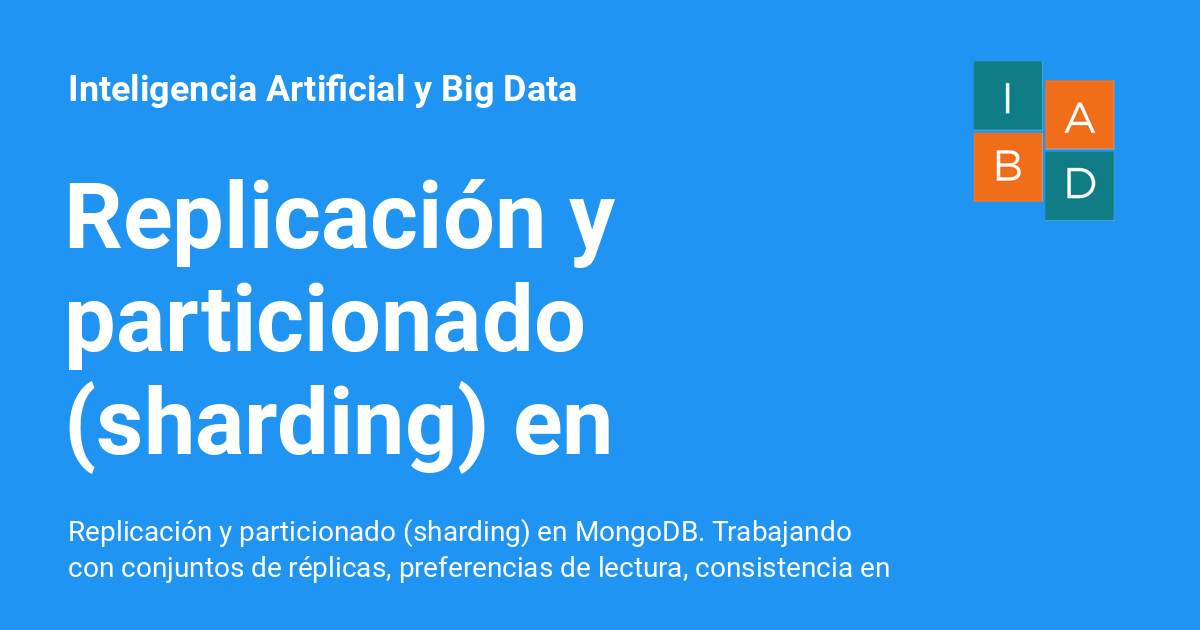 Inteligencia Artificial y Big Data
I
A
B
D
Replicación y
particionado
(sharding) en
Replicación y particionado (sharding) en MongoDB. Trabajando
con conjuntos de réplicas, preferencias de lectura, consistencia en